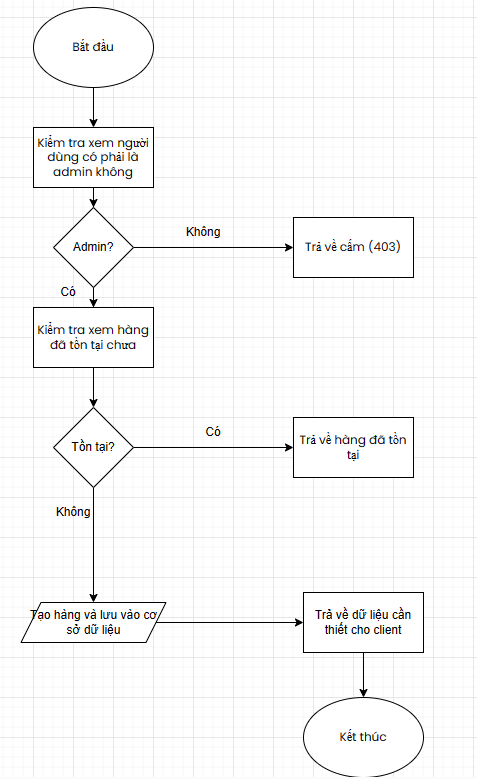 Bắt đầu
Kiểm tra xem người
dùng có phải là
admin không
Admin?
Không
Trả về cấm (403)
Có
Kiểm tra xem hàng
đã tồn tại chưa
Tồn tại?
Có
Trả về hàng đã tồn
tại
Không
Tạo hàng và lưu vào cơ
sở dữ liệu
Trả về dữ liệu cần
thiết cho client
Kết thúc